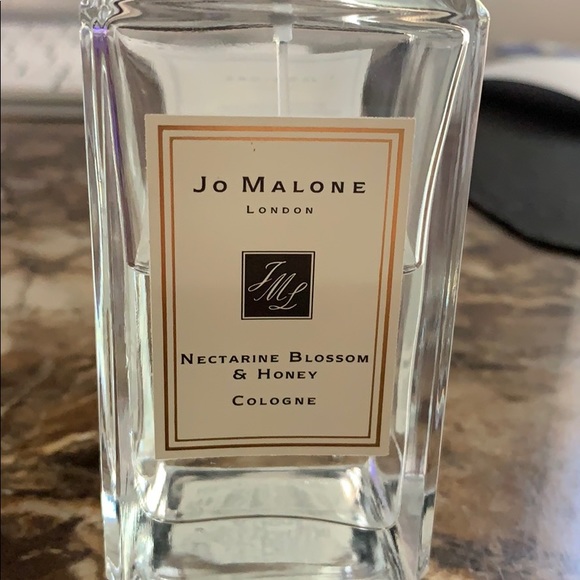 JO MALONE
LONDON
JML
NECTARINE BLOSSOM
& HONEY
COLOGNE